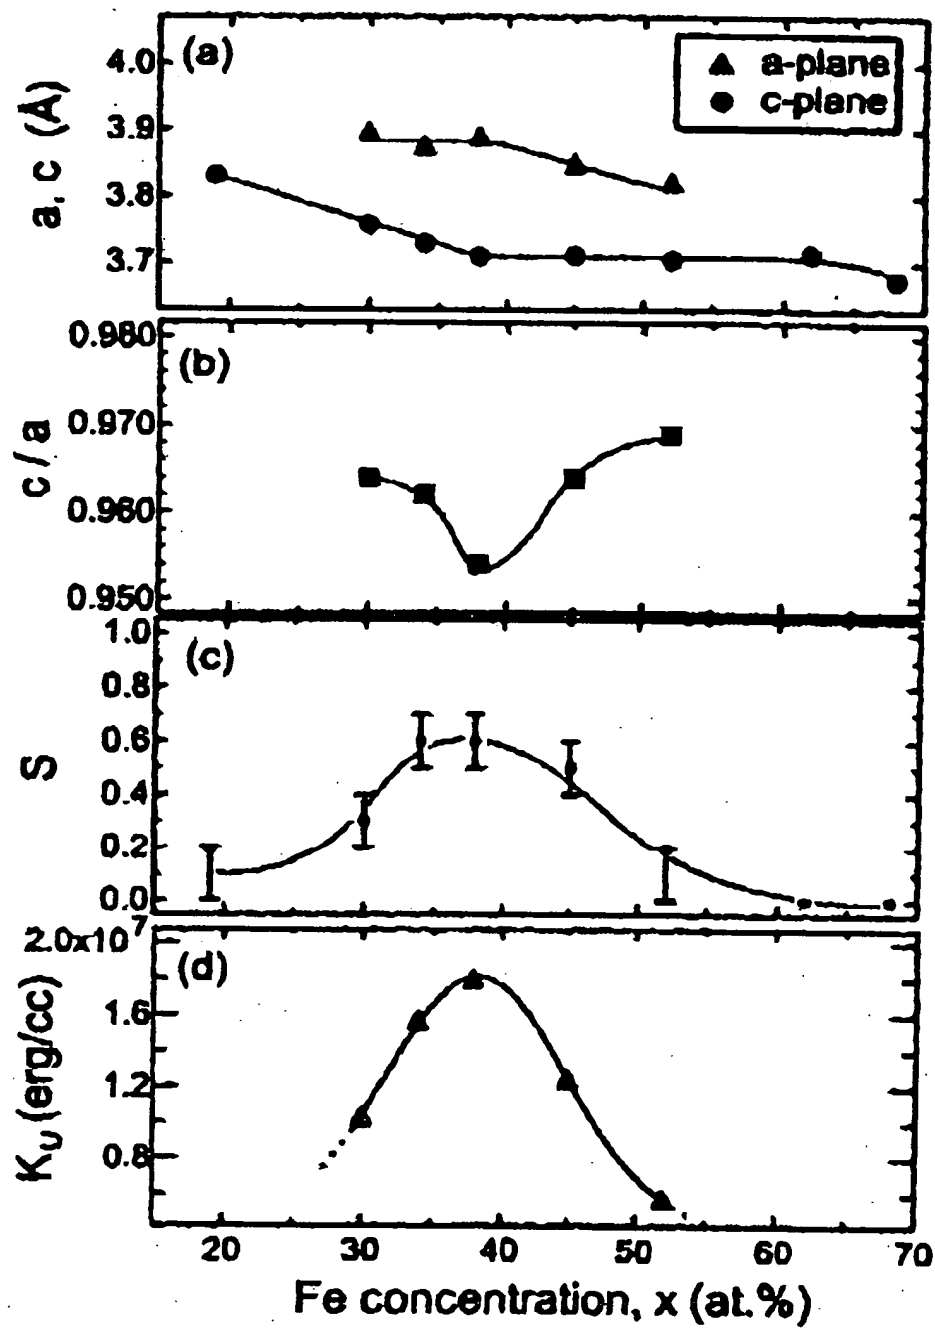 (a)
a-plane
c-plane
4.0
3.9
3.8
3.7
a, c (Å)
(b)
0.980
0.970
0.960
0.950
c / a
(c)
1.0
0.8
0.6
0.4
0.2
0.0
S
(d)
2.0x10^7
1.6
1.2
0.8
K_U (erg/cc)
20 30 40 50 60 70
Fe concentration, x (at.%)